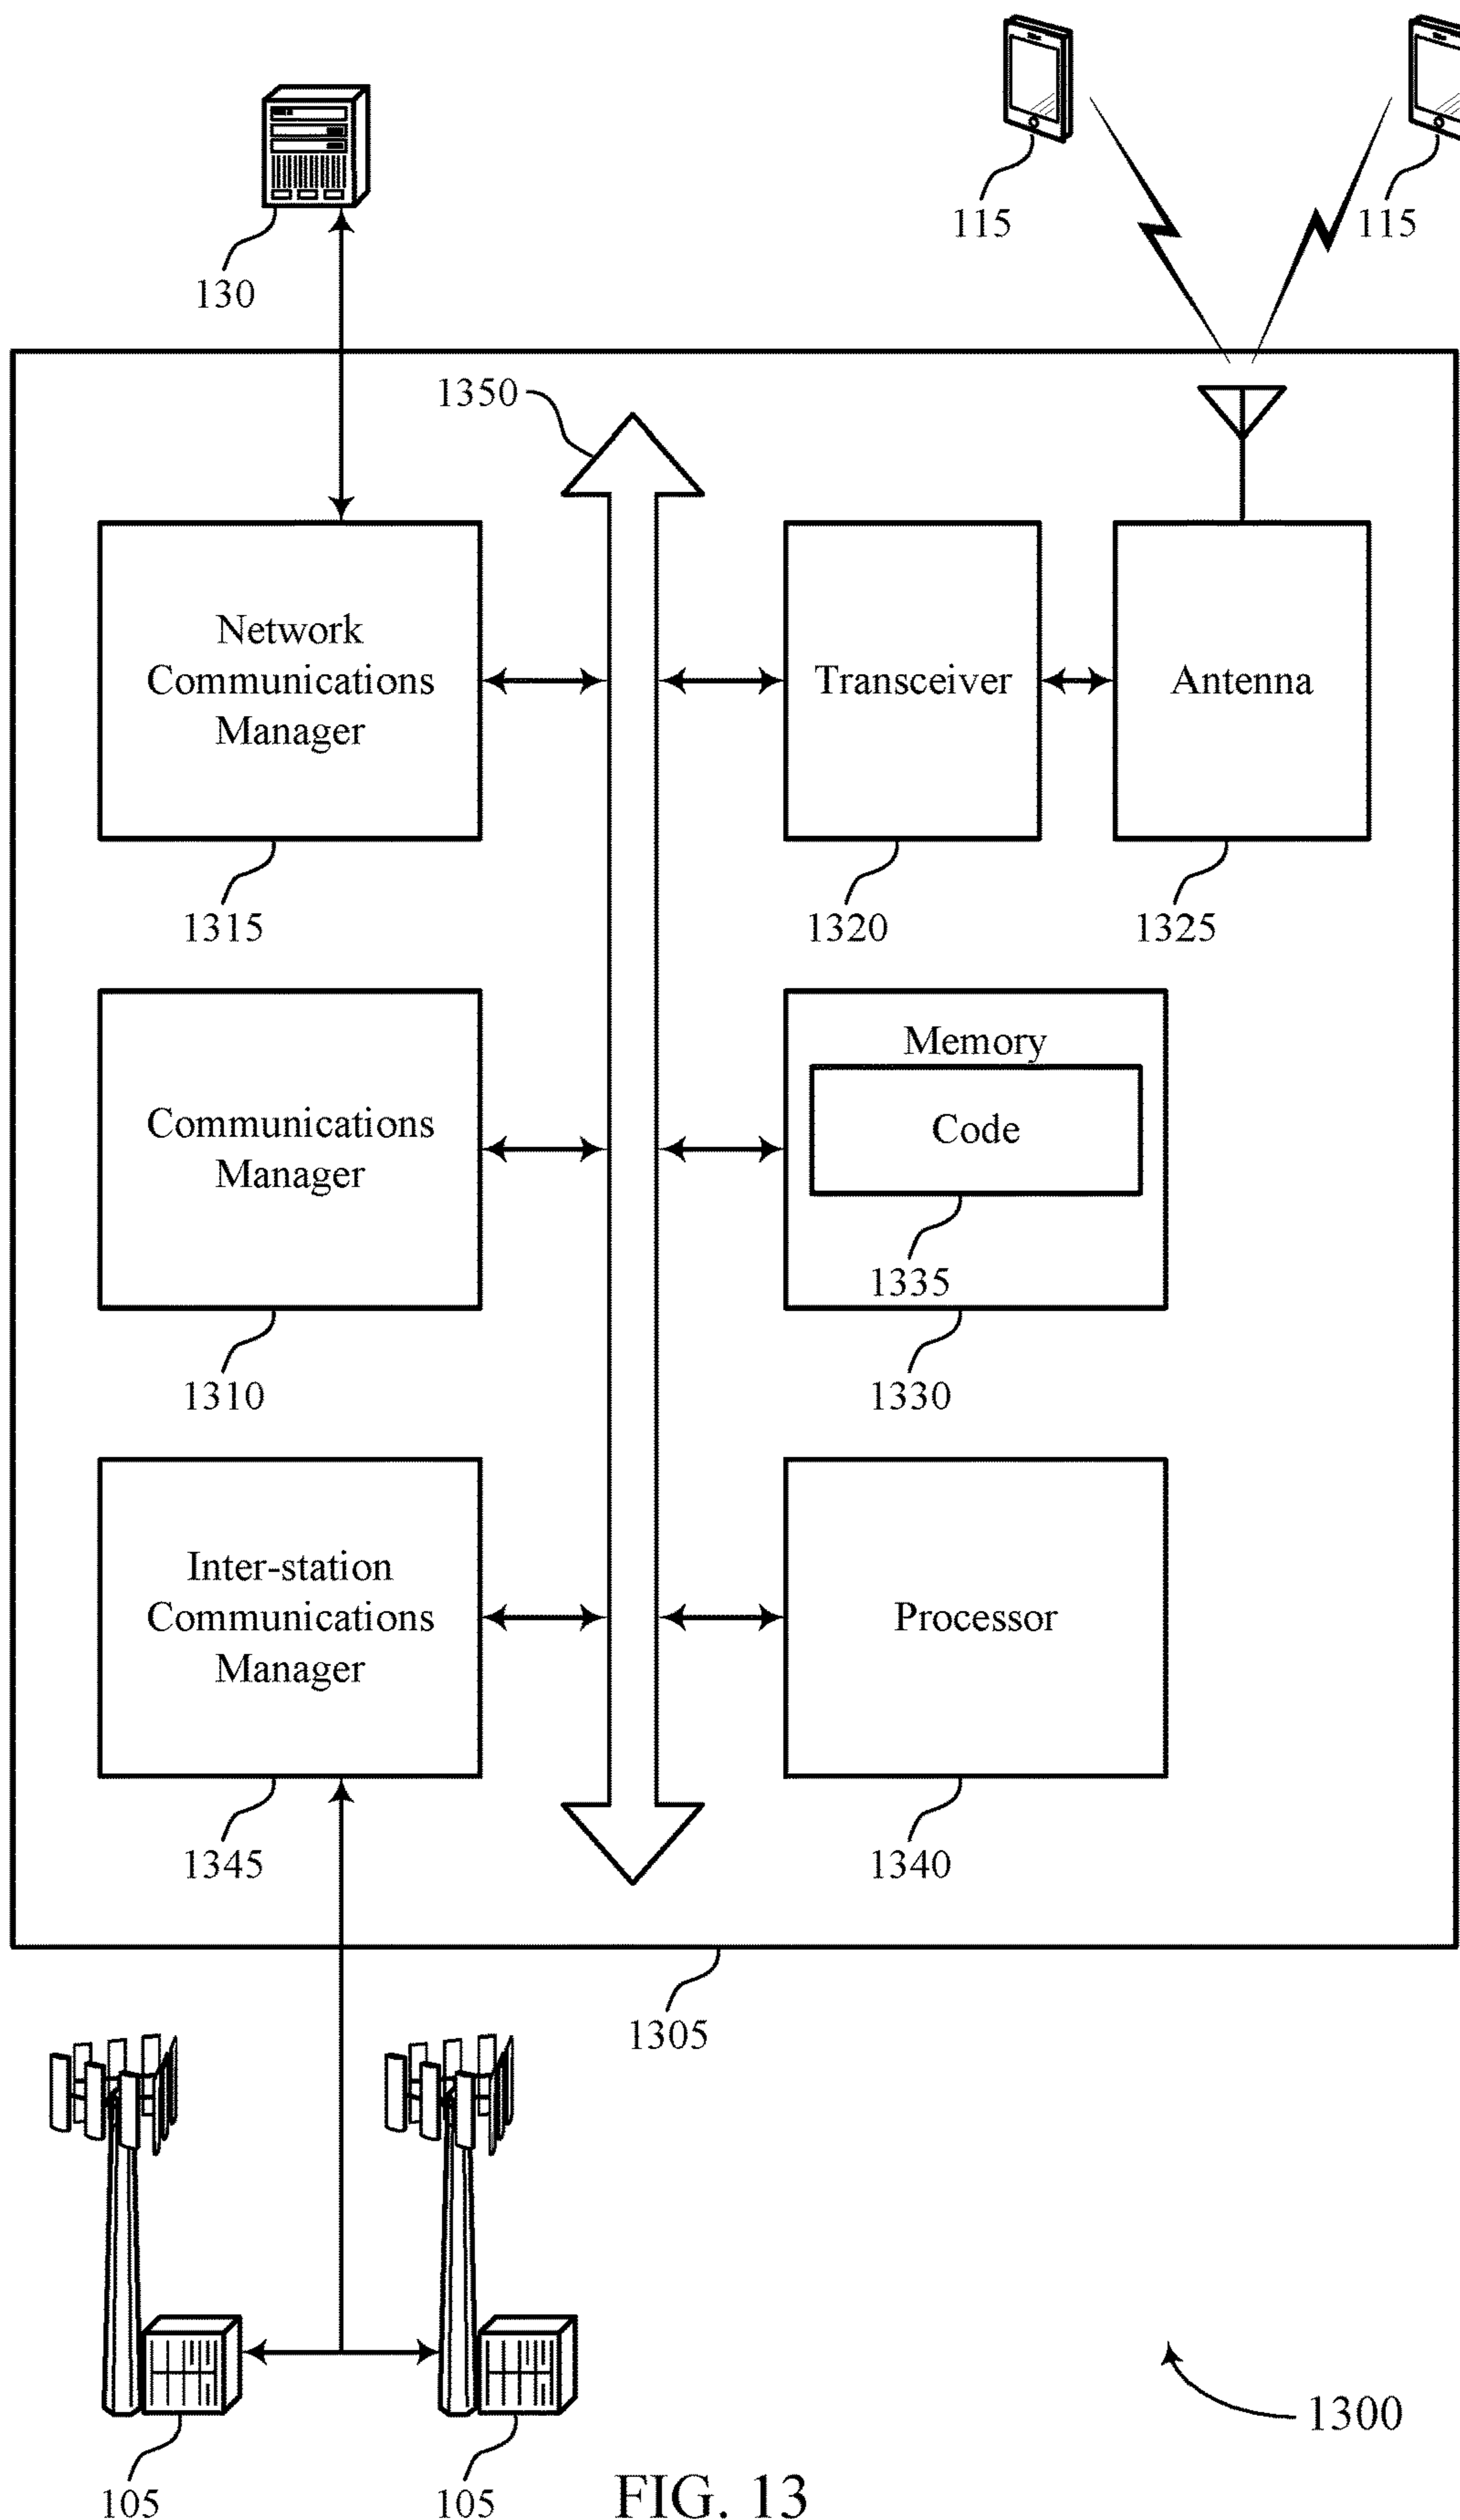 115
115
130
1350
Network
Communications
Manager
Transceiver
Antenna
1315
1320
1325
Communications
Manager
Memory
Code
1335
1310
1330
Inter-station
Communications
Manager
Processor
1345
1340
1305
1300
105
105
FIG. 13